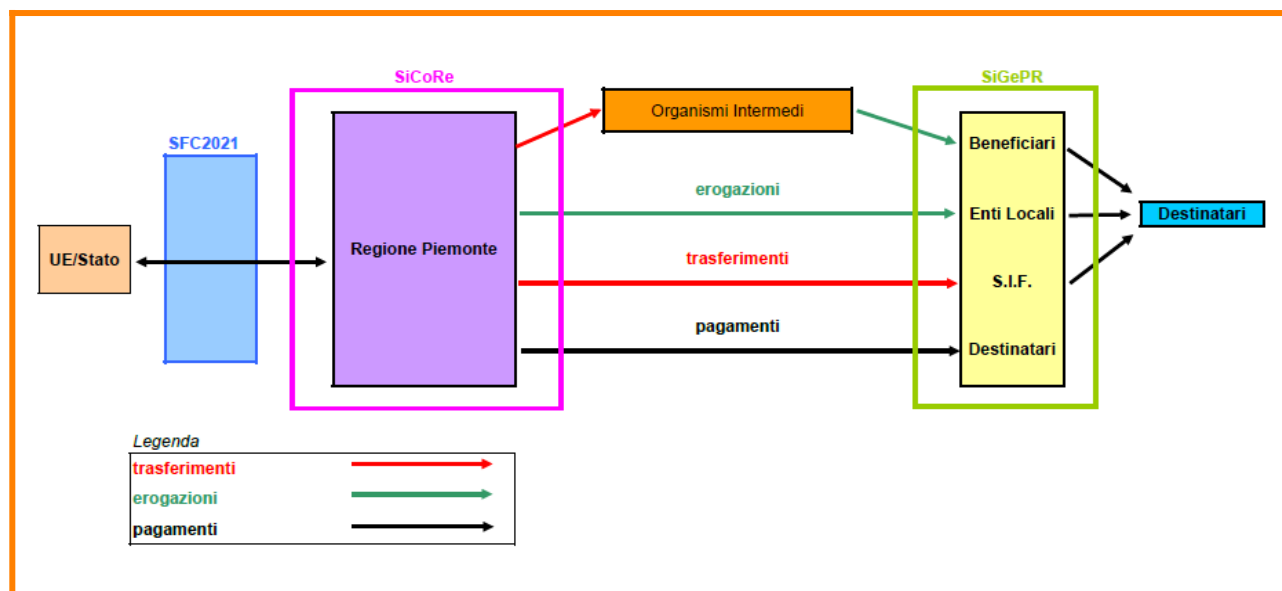 SiCoRe
SiGePR
Organismi Intermedi
SFC2021
Beneficiari
erogazioni
Enti Locali
Destinatari
UE/Stato
Regione Piemonte
trasferimenti
S.I.F.
pagamenti
Destinatari
Legenda
trasferimenti
erogazioni
pagamenti